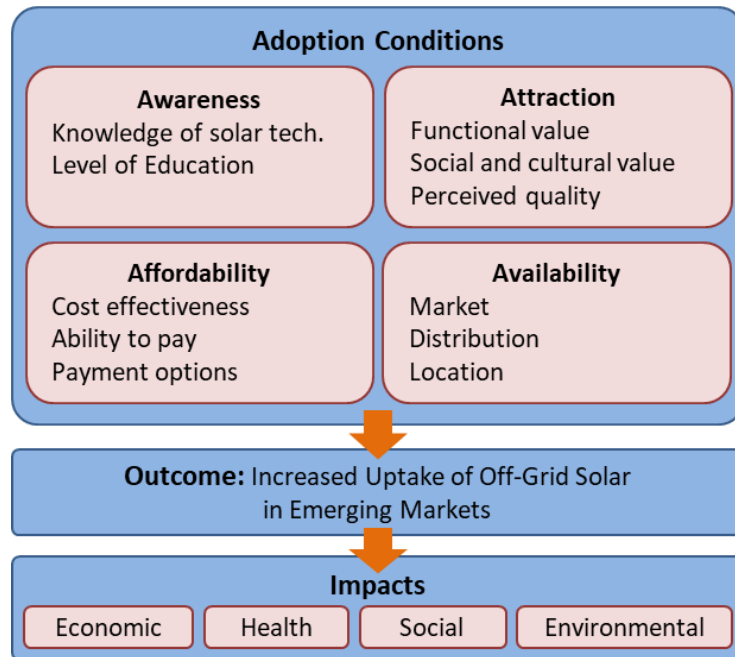 Adoption Conditions
Awareness
Knowledge of solar tech.
Level of Education
Attraction
Functional value
Social and cultural value
Perceived quality
Affordability
Cost effectiveness
Ability to pay
Payment options
Availability
Market
Distribution
Location
Outcome: Increased Uptake of Off-Grid Solar
in Emerging Markets
Impacts
Economic
Health
Social
Environmental